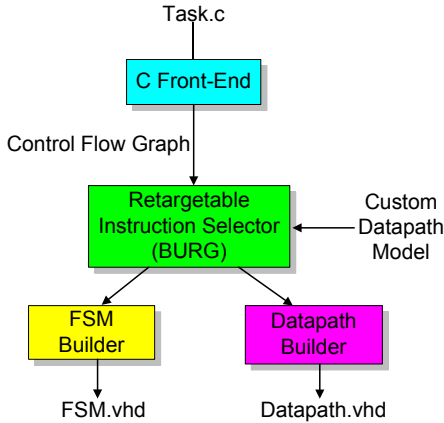 Task.c
C Front-End
Control Flow Graph
Retargetable
Instruction Selector
(BURG)
Custom
Datapath
Model
FSM
Builder
Datapath
Builder
FSM.vhd
Datapath.vhd